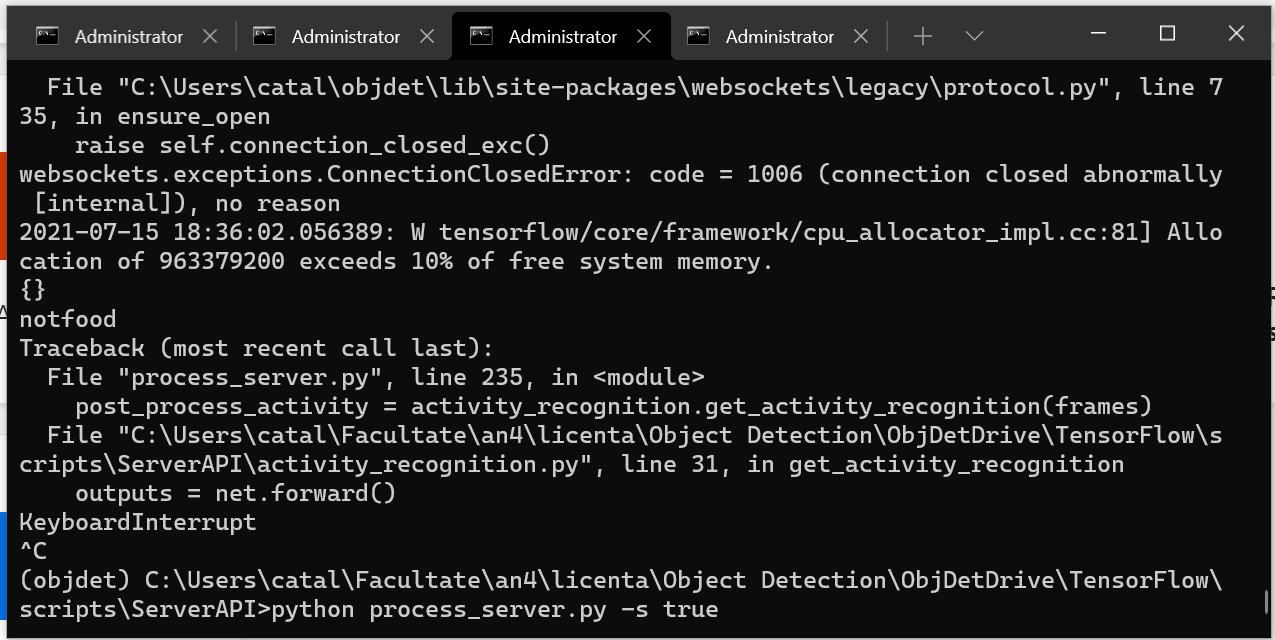 Administrator Administrator Administrator Administrator
File "C:\Users\catal\objdet\lib\site-packages\websockets\legacy\protocol.py", line 7
35, in ensure_open
raise self.connection_closed_exc()
websockets.exceptions.ConnectionClosedError: code = 1006 (connection closed abnormally
[internal]), no reason
2021-07-15 18:36:02.056389: W tensorflow/core/framework/cpu_allocator_impl.cc:81] Allo
cation of 963379200 exceeds 10% of free system memory.
{}
notfood
Traceback (most recent call last):
File "process_server.py", line 235, in <module>
post_process_activity = activity_recognition.get_activity_recognition(frames)
File "C:\Users\catal\Facultate\an4\licenta\Object Detection\ObjDetDrive\TensorFlow\s
cripts\ServerAPI\activity_recognition.py", line 31, in get_activity_recognition
outputs = net.forward()
KeyboardInterrupt
^C
(objdet) C:\Users\catal\Facultate\an4\licenta\Object Detection\ObjDetDrive\TensorFlow\
scripts\ServerAPI>python process_server.py -s true